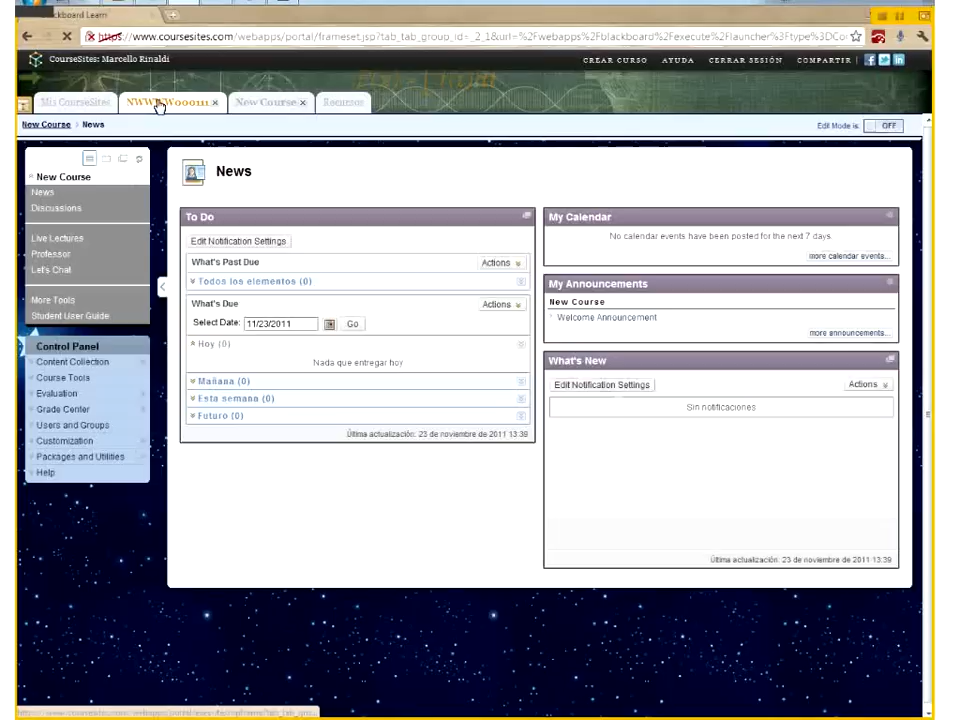 ckboard Learn
https://www.coursesites.com/webapps/portal/frameset.jsp?tab_tab_group_id=_2_1&url=%2Fwebapps%2Fblackboard%2Fexecute%2Flauncher%3Ftype%3DCo
CourseSites: Marcello Rinaldi
CREAR CURSO AYUDA CERRAR SESIÓN COMPARTIR |
Mis CourseSites
New Course ×
Recursos
New Course > News
Edit Mode is: OFF
New Course
News
Discussions
Live Lectures
Professor
Let's Chat
More Tools
Student User Guide
Control Panel
Content Collection
Course Tools
Evaluation
Grade Center
Users and Groups
Customization
Packages and Utilities
Help
News
To Do
Edit Notification Settings
What's Past Due
Actions
Todos los elementos (0)
What's Due
Actions
Select Date: 11/23/2011 Go
Hoy (0)
Nada que entregar hoy
Mañana (0)
Esta semana (0)
Futuro (0)
Última actualización: 23 de noviembre de 2011 13:39
My Calendar
No calendar events have been posted for the next 7 days.
more calendar events...
My Announcements
New Course
Welcome Announcement
more announcements...
What's New
Edit Notification Settings
Actions
Sin notificaciones
Última actualización: 23 de noviembre de 2011 13:39